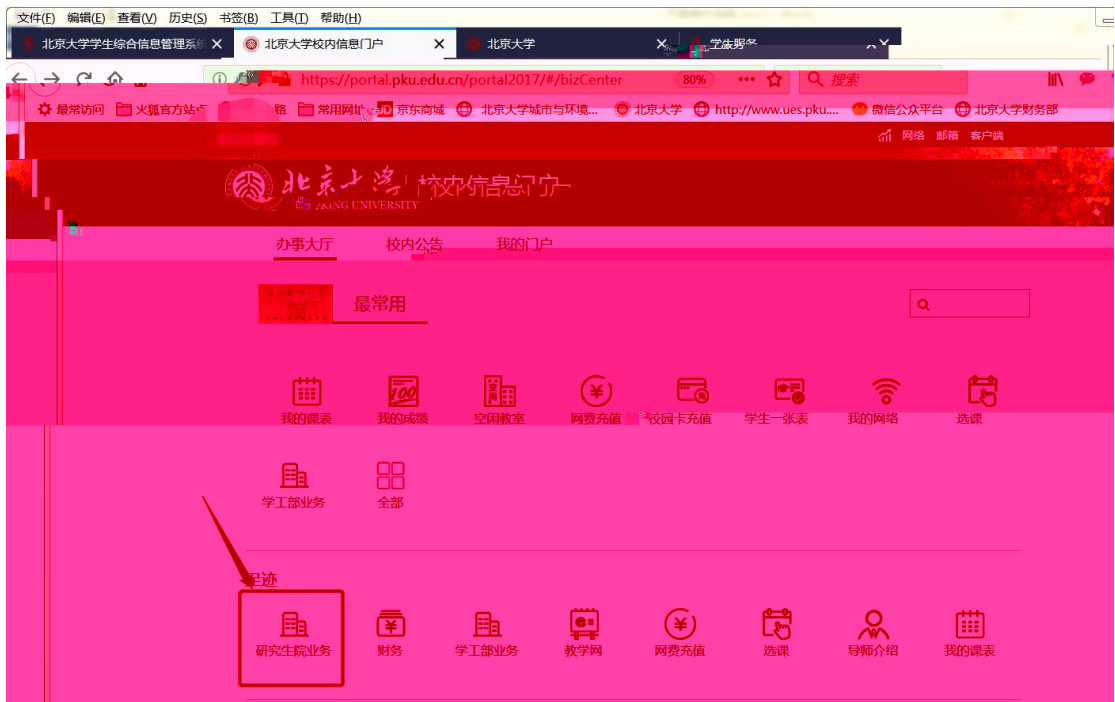 文件(F) 编辑(E) 查看(V) 历史(S) 书签(B) 工具(T) 帮助(H)
北京大学学生综合信息管理系统 X 北京大学校内信息门户 X 北京大学 X
https://portal.pku.edu.cn/portal2017/#/bizCenter 80% 搜索
最常访问 火狐官方站点 常用网址 JD 京东商城 北京大学城市与环境... 北京大学 http://www.ues.pku.... 微信公众平台 北京大学财务部
网络 邮箱 客户端
北京大学 校内信息门户
PEKING UNIVERSITY
办事大厅 校内公告 我的门户
最常用
我的课表 我的成绩 空闲教室 网费充值 校园卡充值 学生一张表 我的网络 选课
学工部业务 全部
足迹
研究生院业务 财务 学工部业务 教学网 网费充值 选课 导师介绍 我的课表